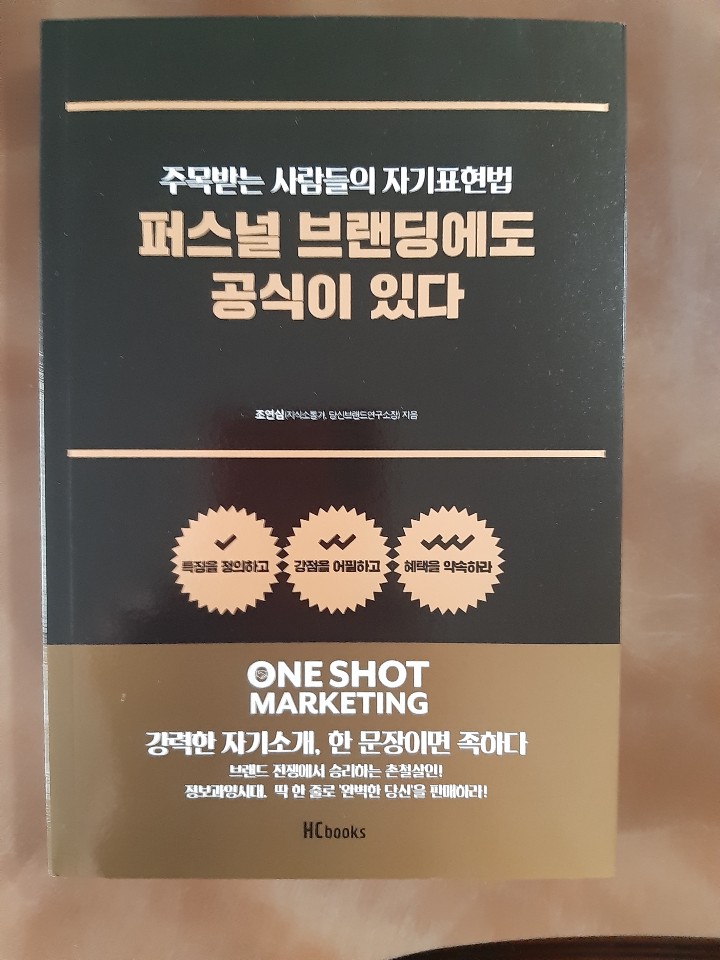 주목받는 사람들의 자기표현법
퍼스널 브랜딩에도
공식이 있다
조연심(지식소통가, 당신브랜드연구소장) 지음
특징을 정의하고
강점을 어필하고
혜택을 약속하라
ONE SHOT
MARKETING
강력한 자기소개, 한 문장이면 족하다
브랜드 전쟁에서 승리하는 촌철살인!
정보과잉시대, 딱 한 줄로 '완벽한 당신'을 판매하라!
HCbooks